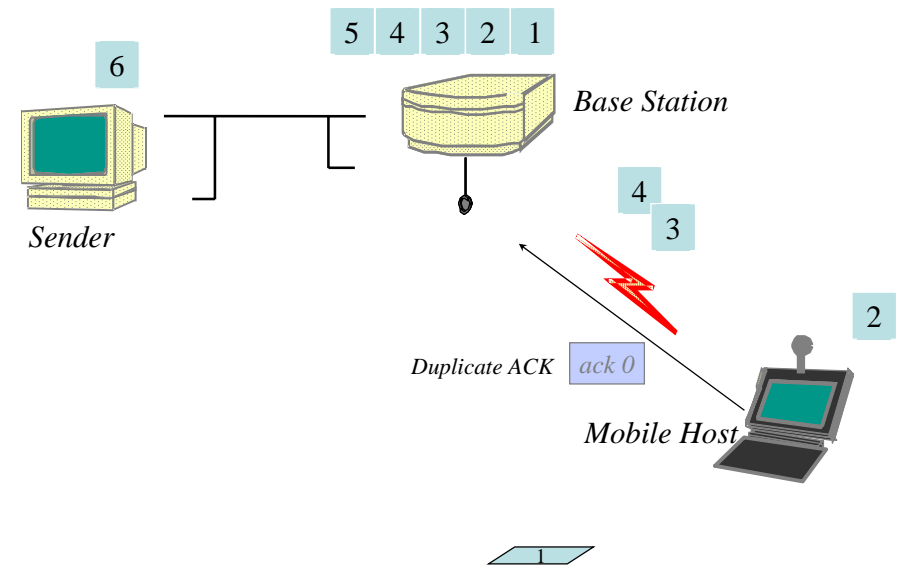 5 4 3 2 1
6
Base Station
4
3
Sender
2
Duplicate ACK ack 0
Mobile Host
1